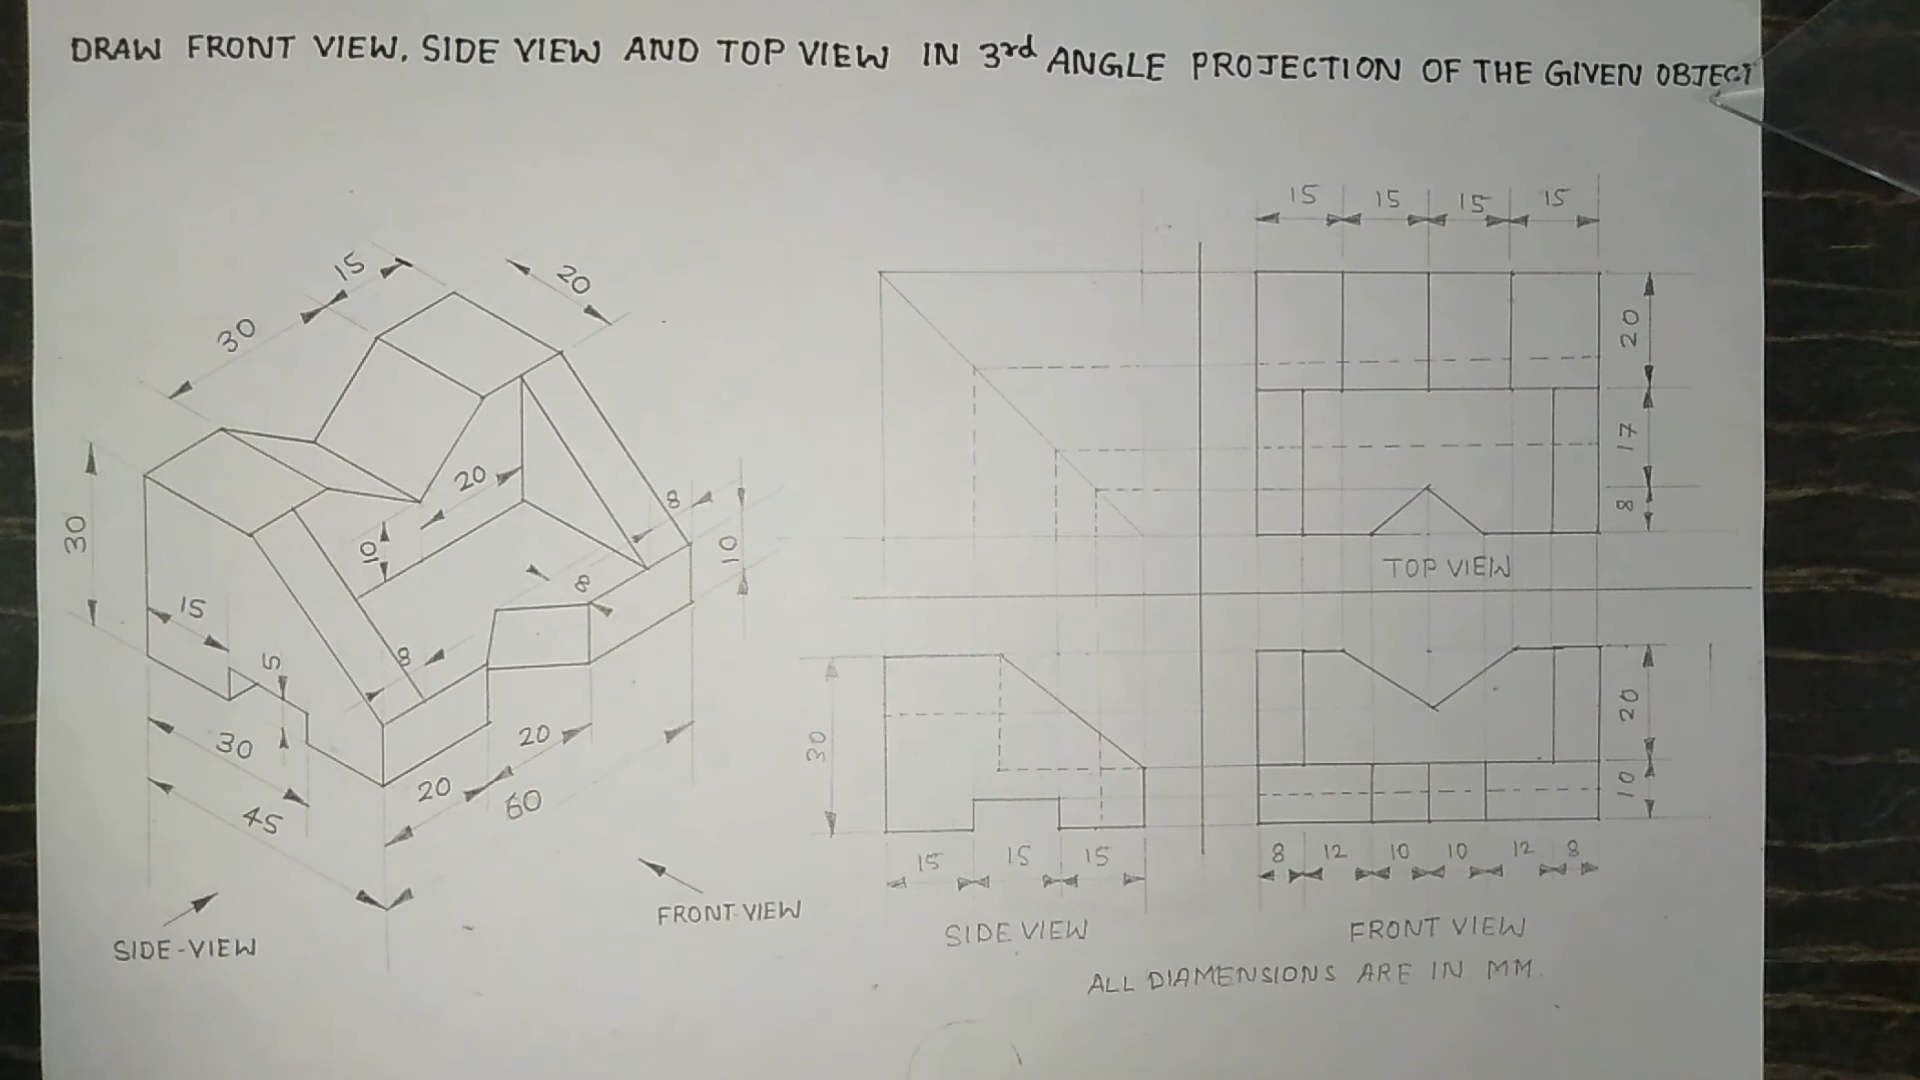 DRAW FRONT VIEW, SIDE VIEW AND TOP VIEW IN 3rd ANGLE PROJECTION OF THE GIVEN OBJECT
15
20
30
20
8
10
10
8
30
15
5
8
30
20
20
60
45
SIDE-VIEW
FRONT VIEW
15 15 15 15
20
17
8
TOP VIEW
30
15 15 15
SIDE VIEW
20
10
8 12 10 10 12 8
FRONT VIEW
ALL DIAMENSIONS ARE IN MM.